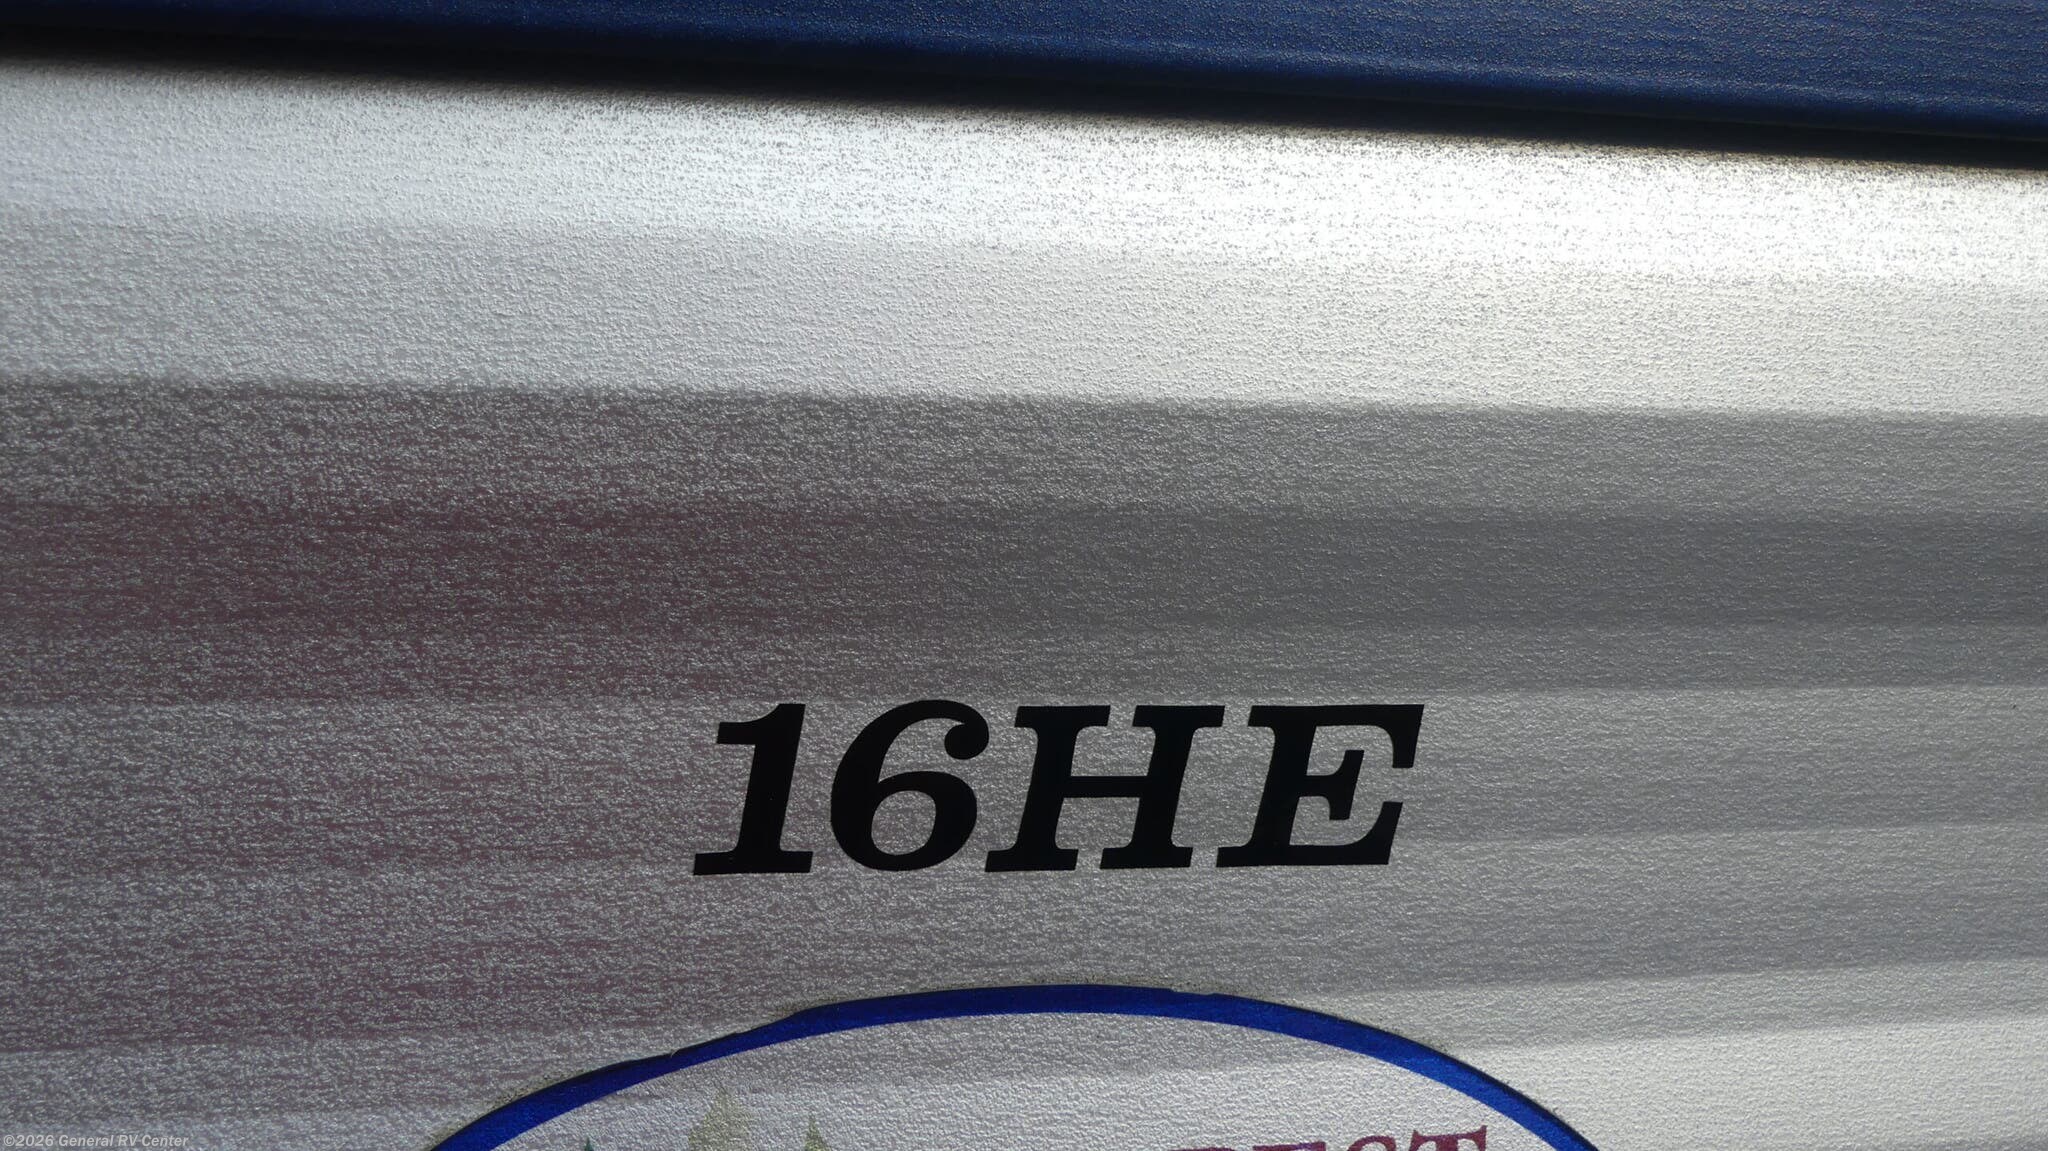 16HE
©2026 General RV Center